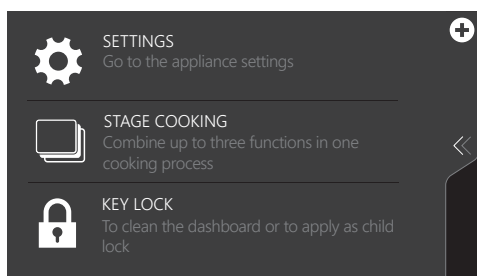 SETTINGS
Go to the appliance settings
STAGE COOKING
Combine up to three functions in one
cooking process
KEY LOCK
To clean the dashboard or to apply as child
lock